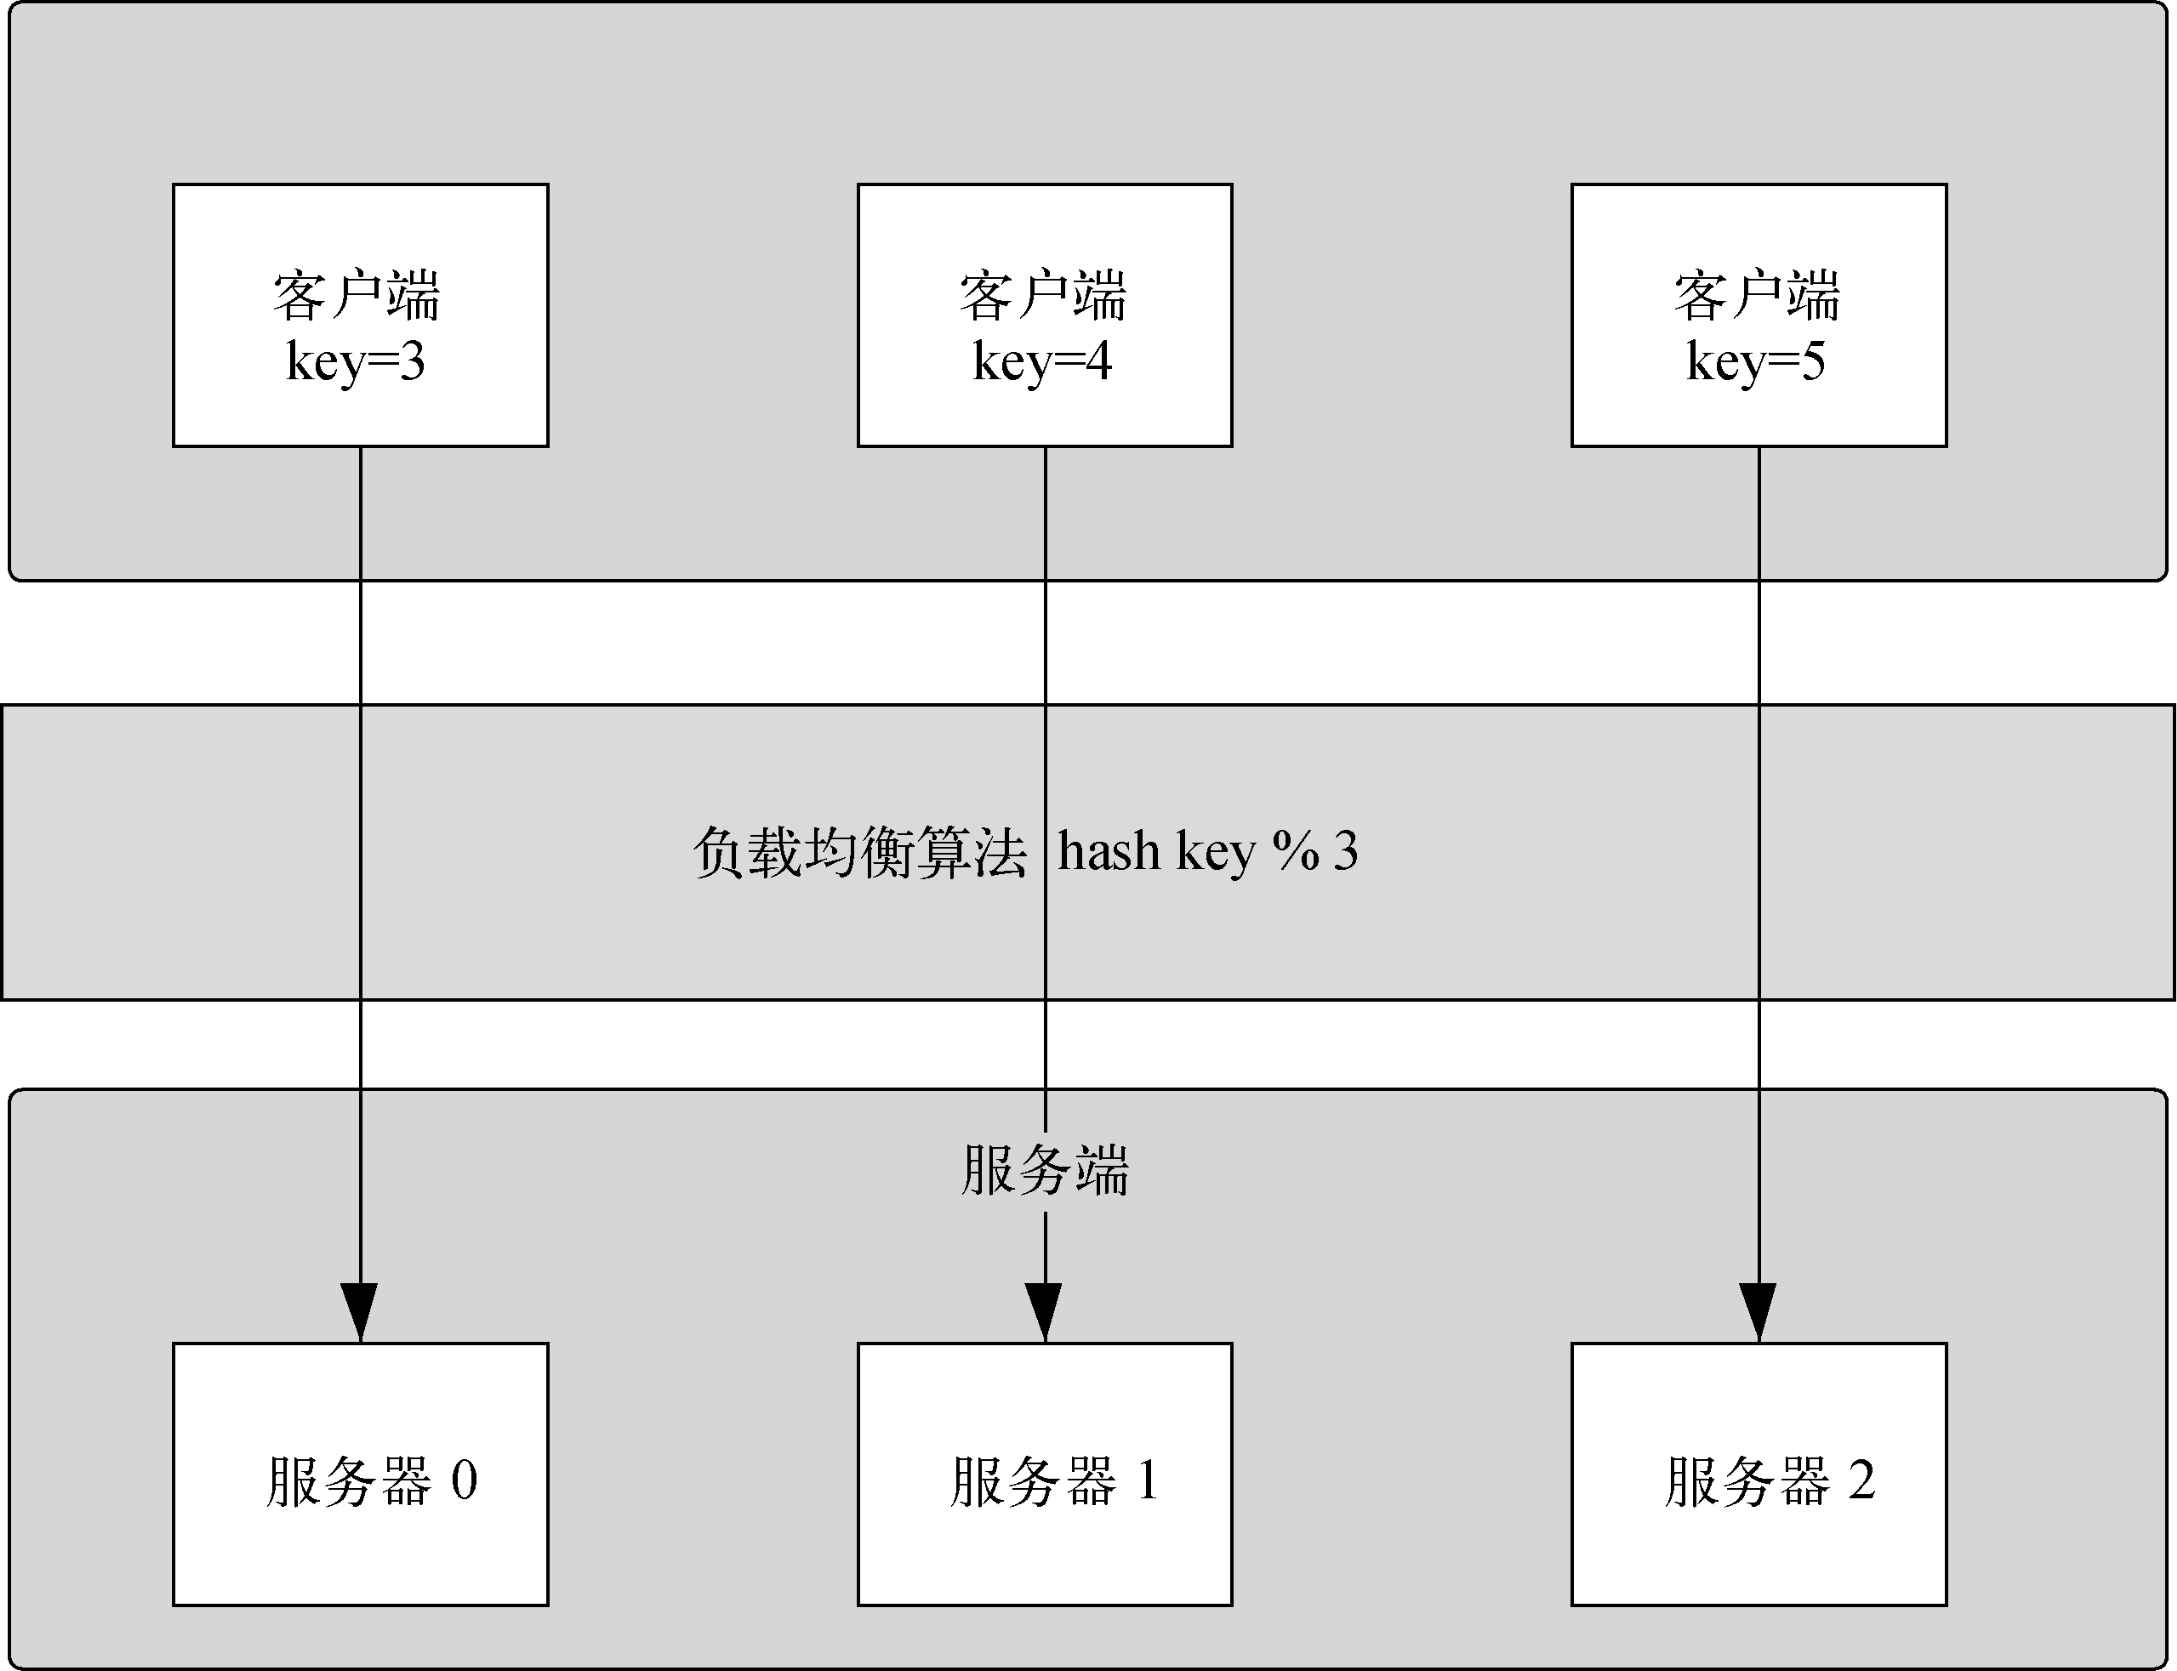 客户端
key=3
客户端
key=4
客户端
key=5
负载均衡算法 hash key % 3
服务端
服务器 0
服务器 1
服务器 2